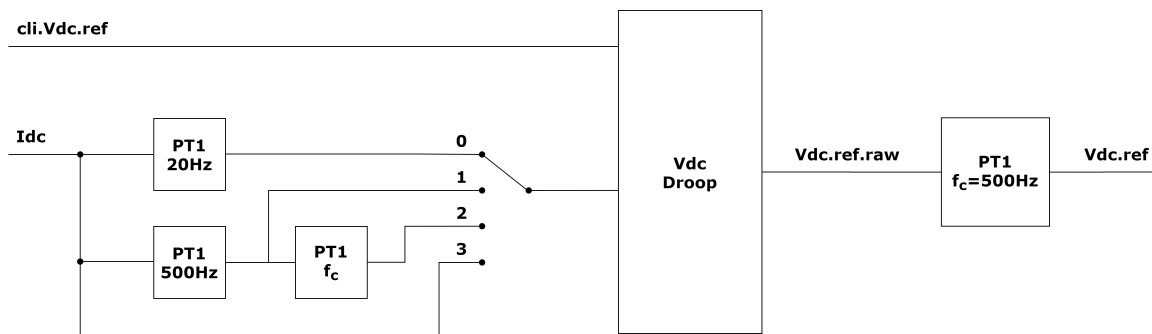 cli.Vdc.ref
Idc
PT1
20Hz
0
1
2
3
PT1
500Hz
PT1
fc
Vdc
Droop
Vdc.ref.raw
PT1
fc=500Hz
Vdc.ref